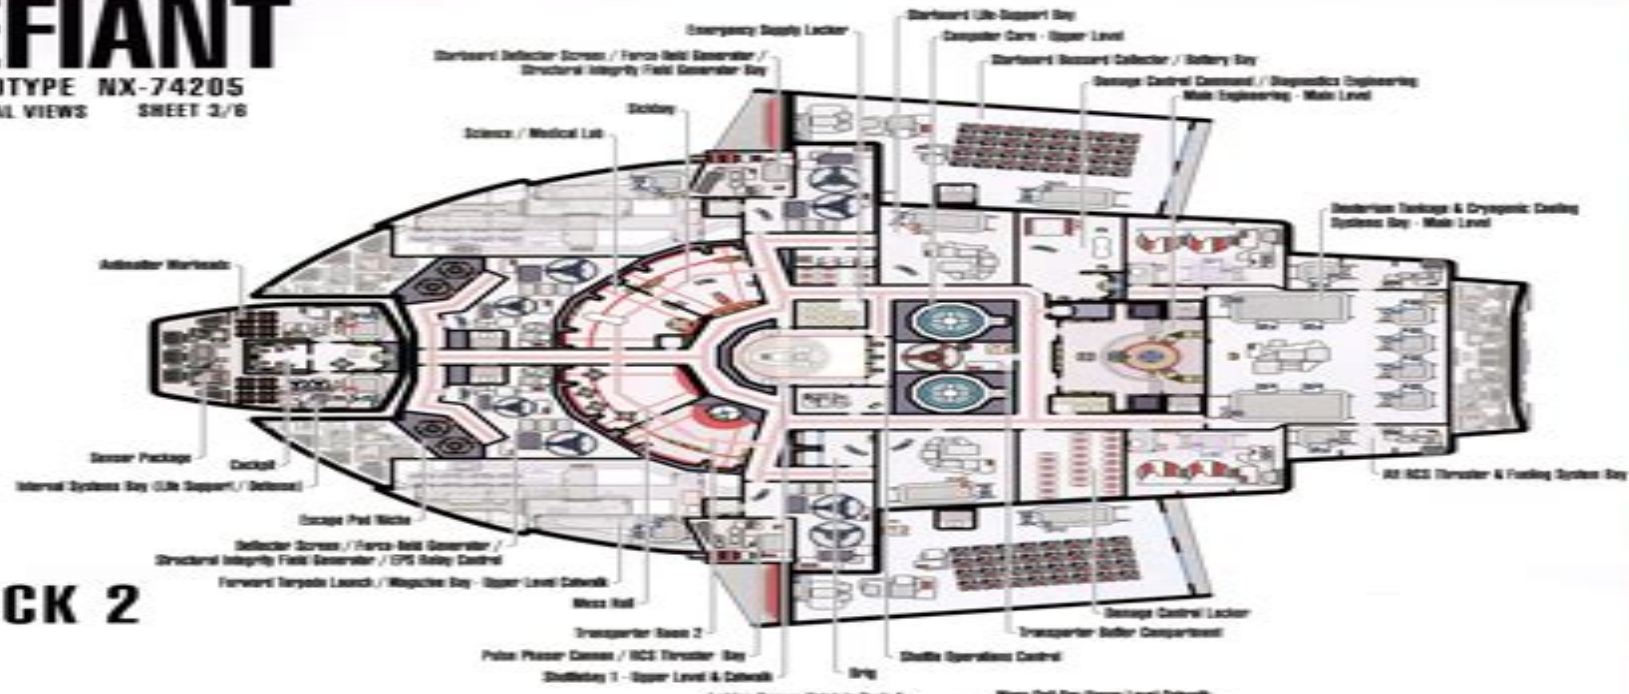 EFIANT
OTYPE NX-74205
AL VIEWS SHEET 3/6
Emergency Supply Locker
Starboard Life-Support Bay
Computer Core - Upper Level
Starboard Deflector Screen / Force-Field Generator /
Structural Integrity Field Generator Bay
Starboard Bussard Collector / Battery Bay
Damage Control Command / Diagnostics Engineering
Main Engineering - Main Level
Sickbay
Science / Medical Lab
Deuterium Tankage & Cryogenic Cooling
Systems Bay - Main Level
Antimatter Warheads
Sensor Package
Cockpit
Internal Systems Bay (Life Support / Defense)
Aft RCS Thruster & Fueling System Bay
Escape Pod Niche
Deflector Screen / Force-Field Generator /
Structural Integrity Field Generator / EPS Relay Control
Forward Torpedo Launch / Magazine Bay - Upper Level Catwalk
CK 2
Mess Hall
Damage Control Locker
Transporter Room 2
Transporter Buffer Compartment
Pulse Phaser Cannon / RCS Thruster Bay
Shuttle Operations Control
Shuttlebay 1 - Upper Level & Catwalk
Brig